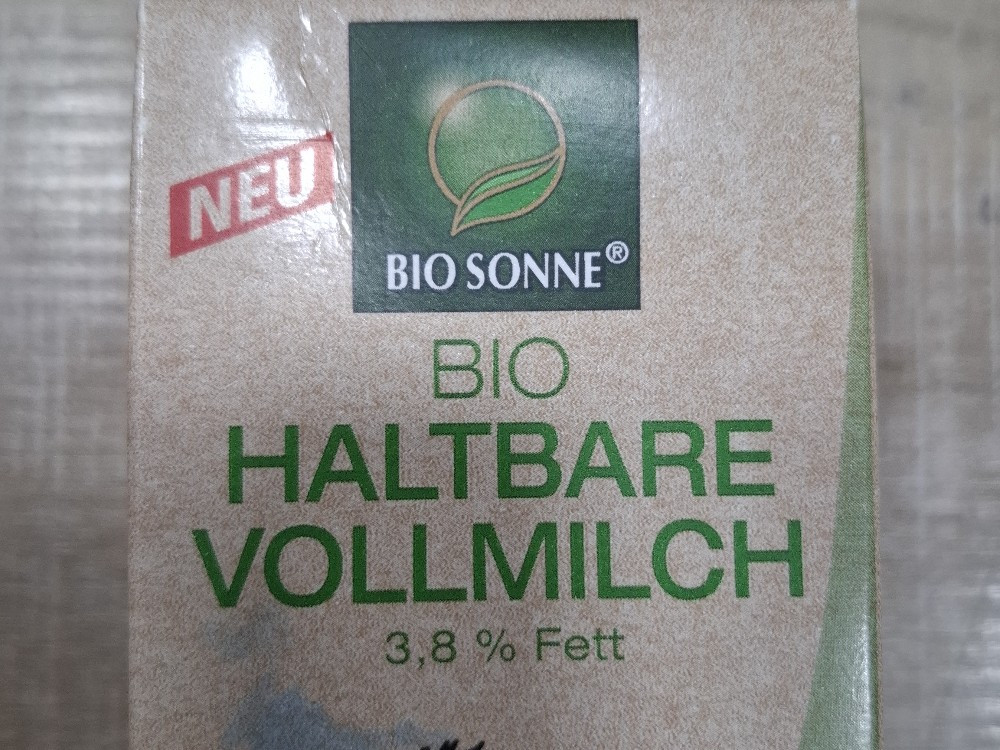 NEU
BIO SONNE®
BIO
HALTBARE
VOLLMILCH
3,8 % Fett